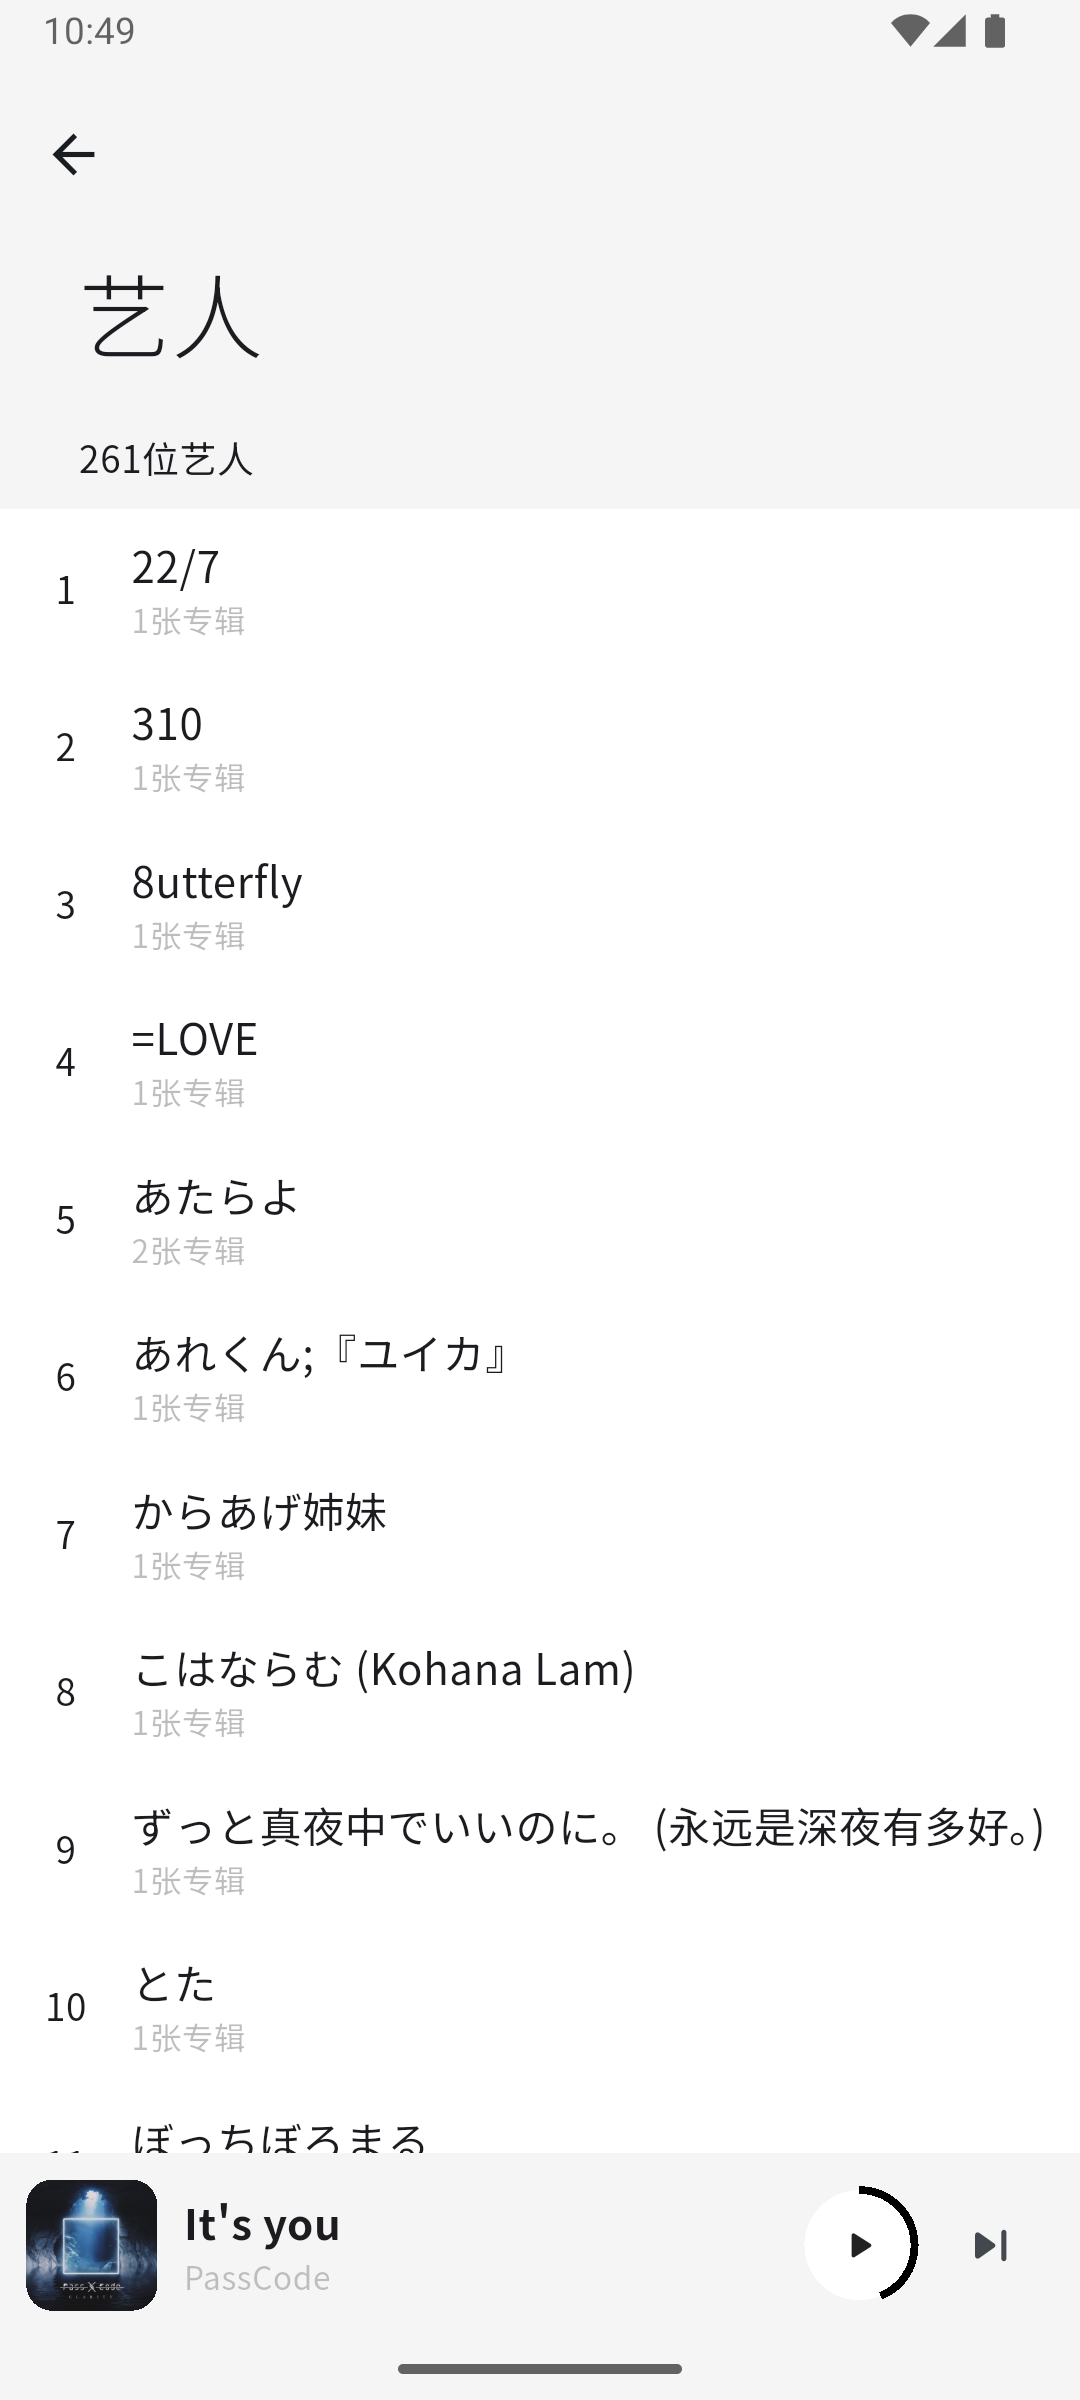 10:49
艺人
261位艺人
1
22/7
1张专辑
2
310
1张专辑
3
8utterfly
1张专辑
4
=LOVE
1张专辑
5
あたらよ
2张专辑
6
あれくん;『ユイカ』
1张专辑
7
からあげ姉妹
1张专辑
8
こはならむ (Kohana Lam)
1张专辑
9
ずっと真夜中でいいのに。 (永远是深夜有多好。)
1张专辑
10
とた
1张专辑
ぼっちぼろまる
It's you
PassCode